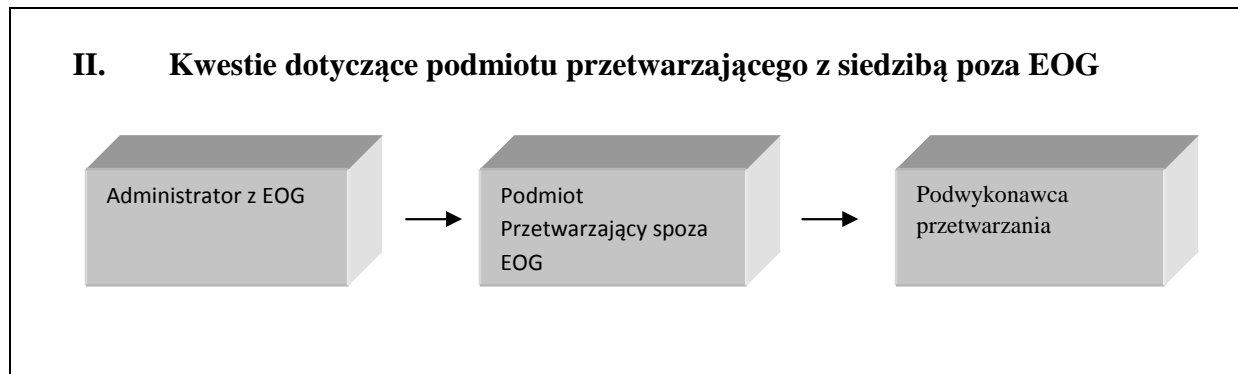 II. Kwestie dotyczące podmiotu przetwarzającego z siedzibą poza EOG
Administrator z EOG
Podmiot
Przetwarzający spoza
EOG
Podwykonawca
przetwarzania